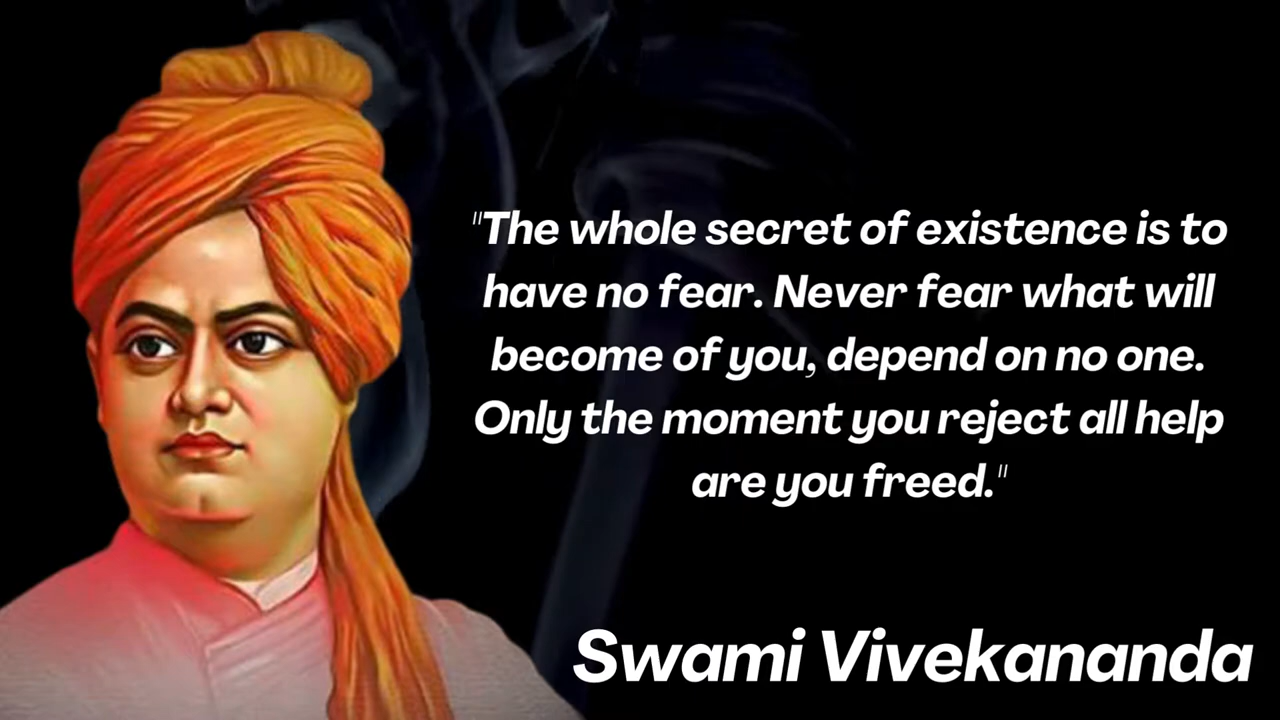 "The whole secret of existence is to
have no fear. Never fear what will
become of you, depend on no one.
Only the moment you reject all help
are you freed."
Swami Vivekananda